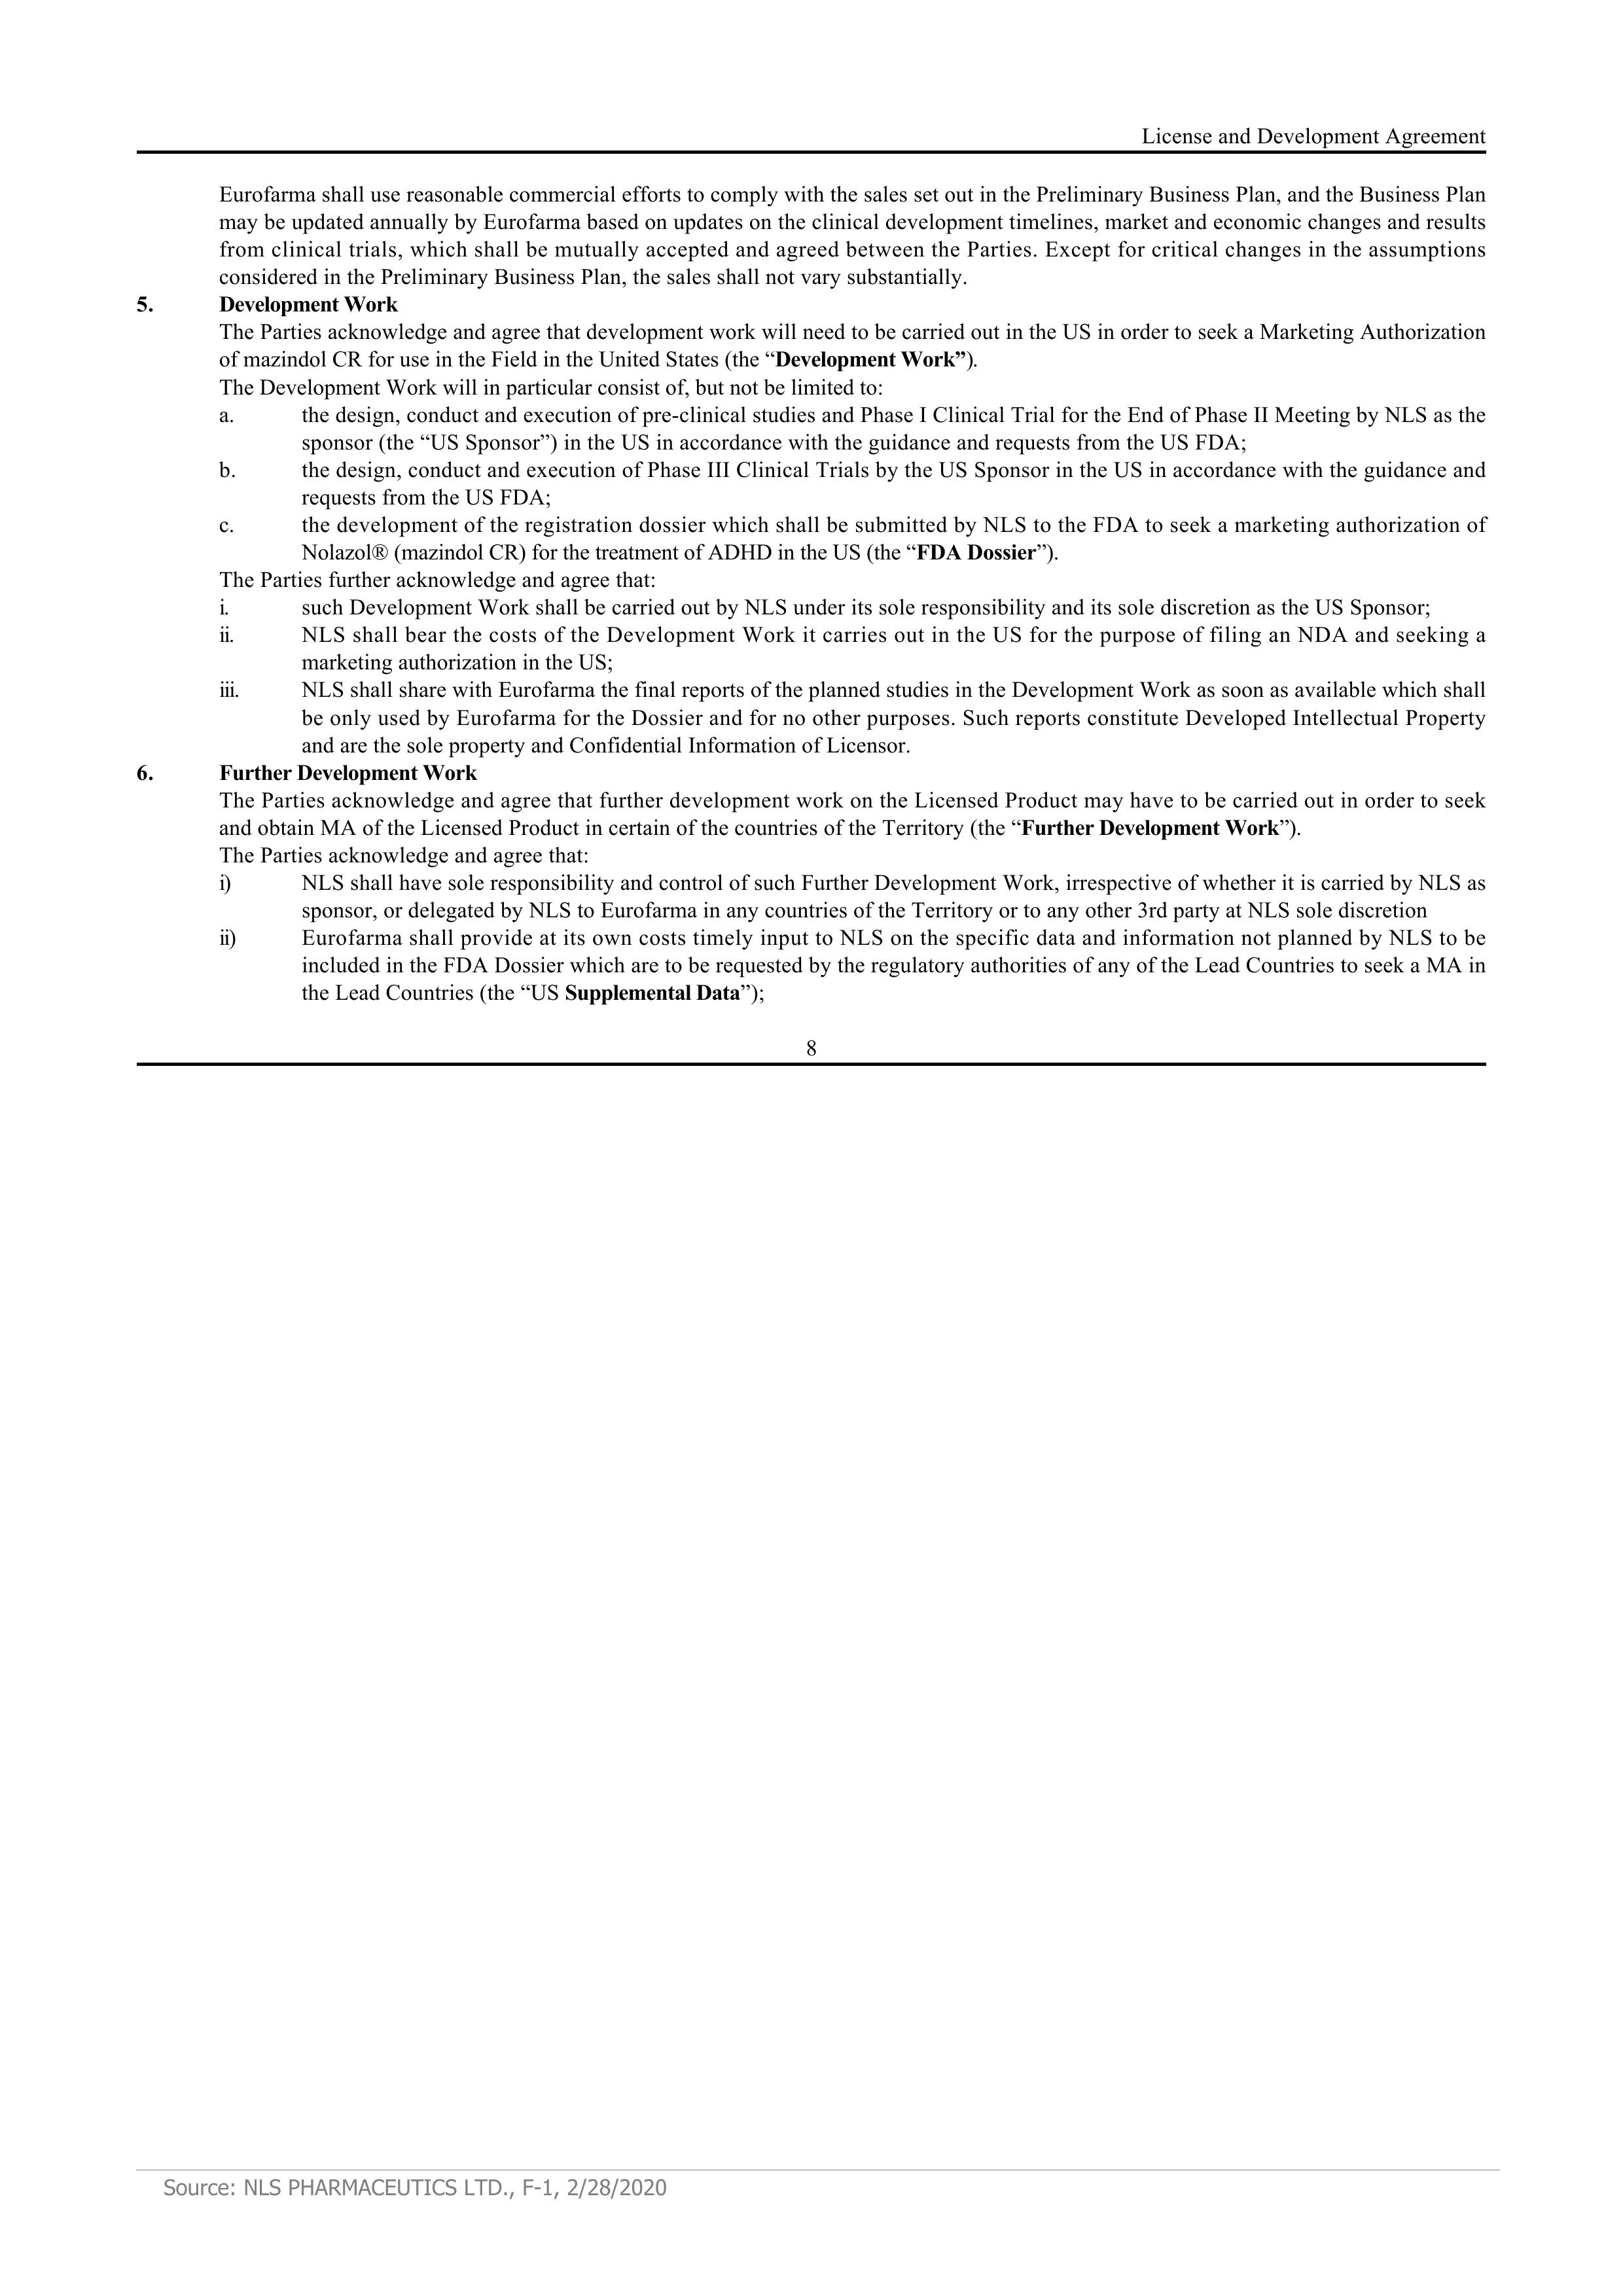 License and Development Agreement
Eurofarma shall use reasonable commercial efforts to comply with the sales set out in the Preliminary Business Plan, and the Business Plan
may be updated annually by Eurofarma based on updates on the clinical development timelines, market and economic changes and results
from clinical trials, which shall be mutually accepted and agreed between the Parties. Except for critical changes in the assumptions
considered in the Preliminary Business Plan, the sales shall not vary substantially.
5. Development Work
The Parties acknowledge and agree that development work will need to be carried out in the US in order to seek a Marketing Authorization
of mazindol CR for use in the Field in the United States (the “Development Work”).
The Development Work will in particular consist of, but not be limited to:
a. the design, conduct and execution of pre-clinical studies and Phase I Clinical Trial for the End of Phase II Meeting by NLS as the
sponsor (the “US Sponsor”) in the US in accordance with the guidance and requests from the US FDA;
b. the design, conduct and execution of Phase III Clinical Trials by the US Sponsor in the US in accordance with the guidance and
requests from the US FDA;
c. the development of the registration dossier which shall be submitted by NLS to the FDA to seek a marketing authorization of
Nolazol® (mazindol CR) for the treatment of ADHD in the US (the “FDA Dossier”).
The Parties further acknowledge and agree that:
i. such Development Work shall be carried out by NLS under its sole responsibility and its sole discretion as the US Sponsor;
ii. NLS shall bear the costs of the Development Work it carries out in the US for the purpose of filing an NDA and seeking a
marketing authorization in the US;
iii. NLS shall share with Eurofarma the final reports of the planned studies in the Development Work as soon as available which shall
be only used by Eurofarma for the Dossier and for no other purposes. Such reports constitute Developed Intellectual Property
and are the sole property and Confidential Information of Licensor.
6. Further Development Work
The Parties acknowledge and agree that further development work on the Licensed Product may have to be carried out in order to seek
and obtain MA of the Licensed Product in certain of the countries of the Territory (the “Further Development Work”).
The Parties acknowledge and agree that:
i) NLS shall have sole responsibility and control of such Further Development Work, irrespective of whether it is carried by NLS as
sponsor, or delegated by NLS to Eurofarma in any countries of the Territory or to any other 3rd party at NLS sole discretion
ii) Eurofarma shall provide at its own costs timely input to NLS on the specific data and information not planned by NLS to be
included in the FDA Dossier which are to be requested by the regulatory authorities of any of the Lead Countries to seek a MA in
the Lead Countries (the “US Supplemental Data”);
8
Source: NLS PHARMACEUTICS LTD., F-1, 2/28/2020